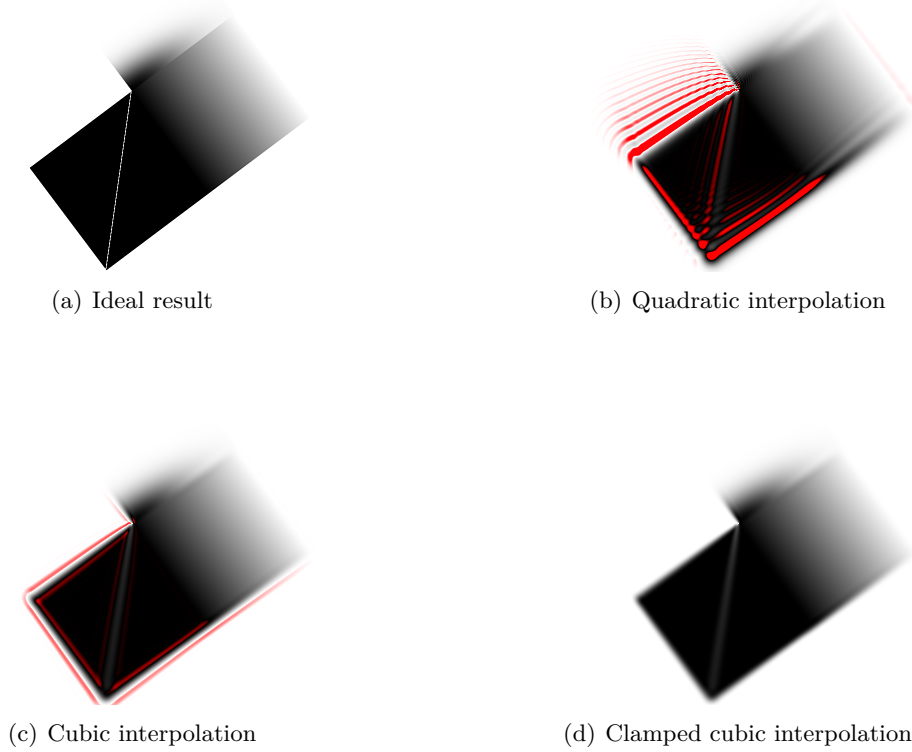 (a) Ideal result
(b) Quadratic interpolation
(c) Cubic interpolation
(d) Clamped cubic interpolation